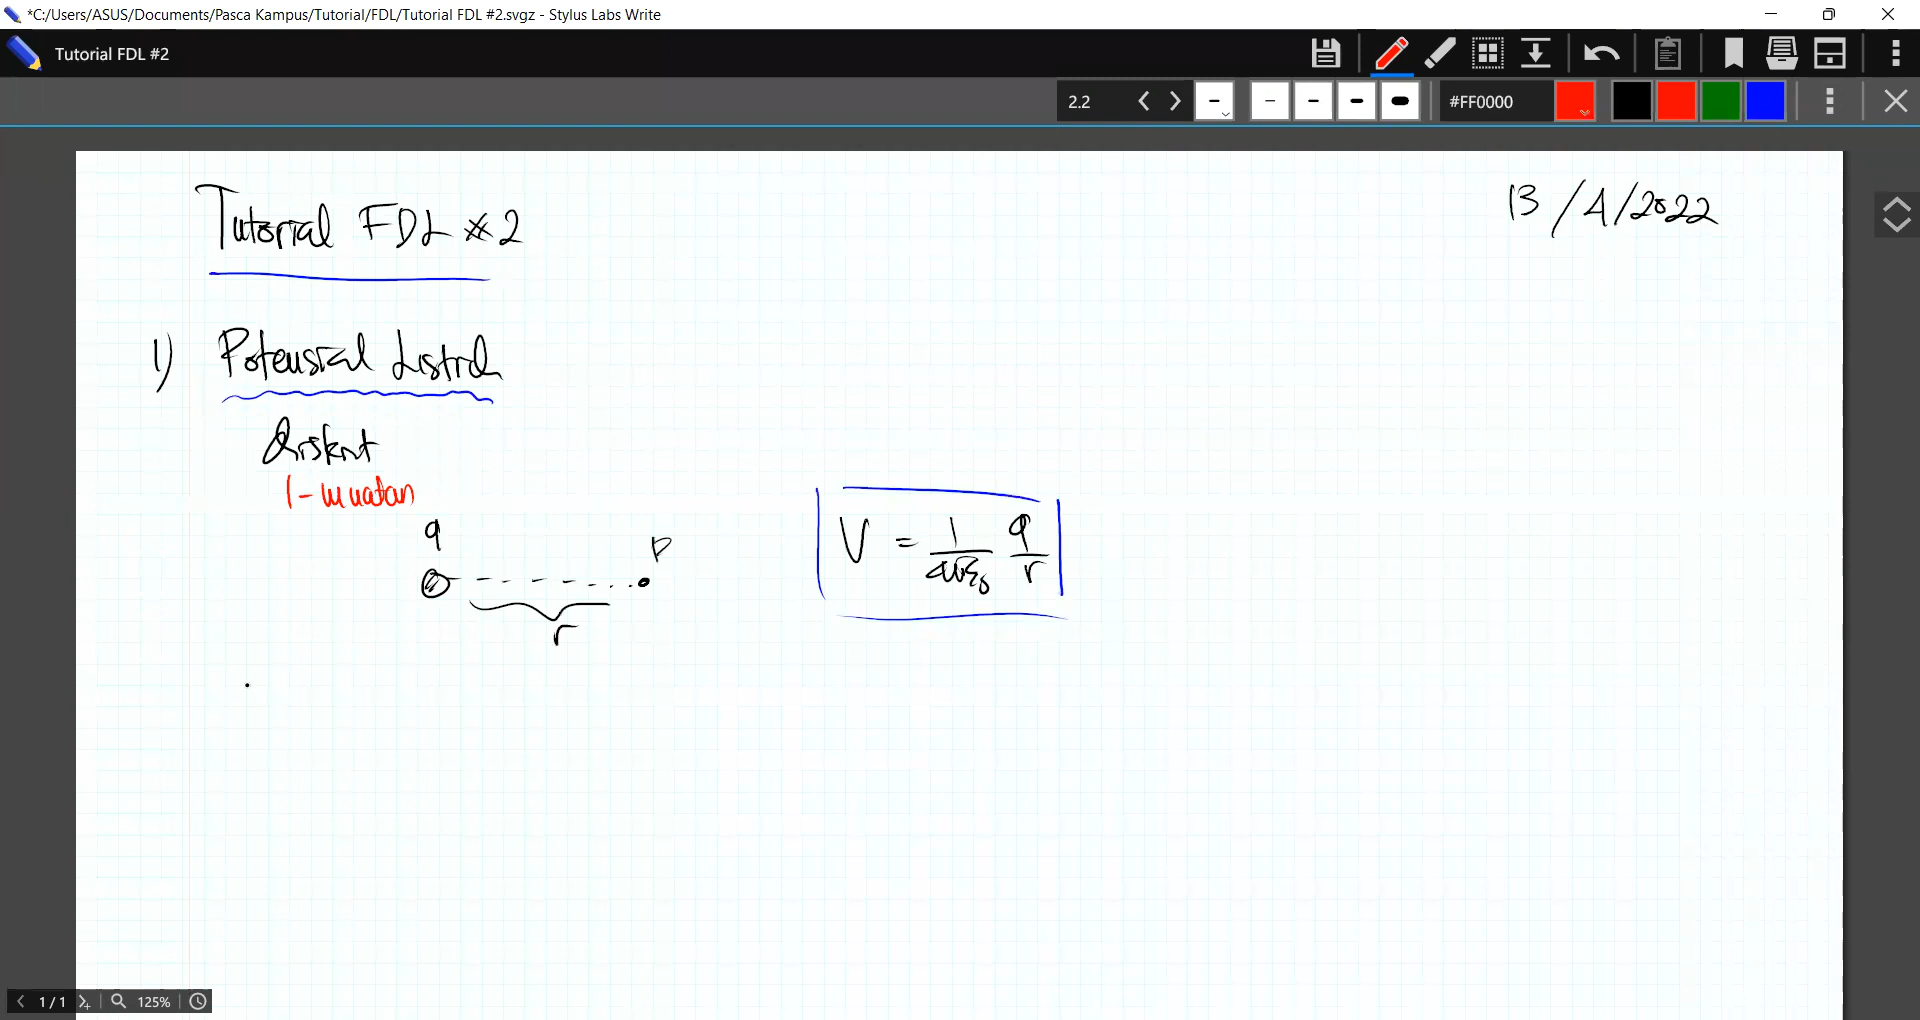 *C:/Users/ASUS/Documents/Pasca Kampus/Tutorial/FDL/Tutorial FDL #2.svgz - Stylus Labs Write
Tutorial FDL #2
2.2
#FF0000
Tutorial FDL #2
13/4/2022
1) Potensial Listrik
diskrit
1-muatan
q
P
r
V = 1/4πε₀ q/r
1/1
125%